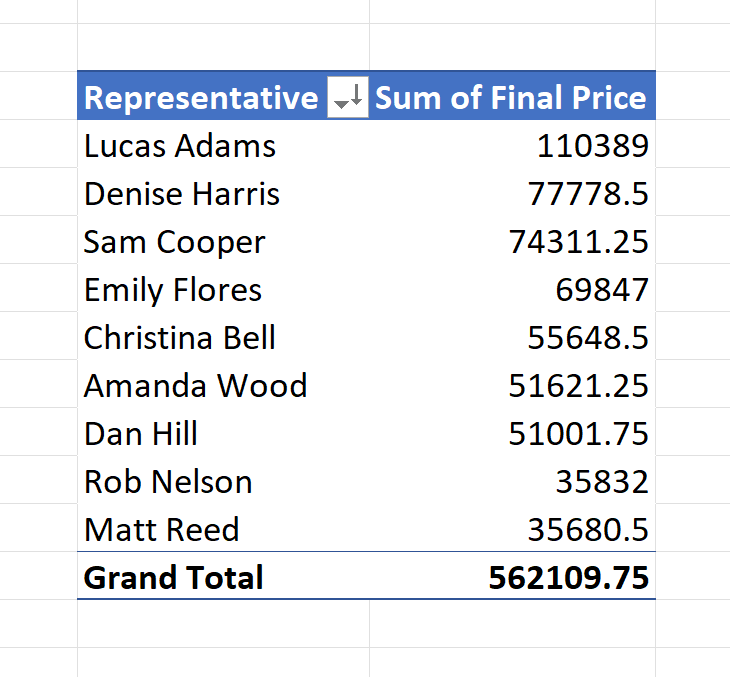 Representative Sum of Final Price
Lucas Adams 110389
Denise Harris 77778.5
Sam Cooper 74311.25
Emily Flores 69847
Christina Bell 55648.5
Amanda Wood 51621.25
Dan Hill 51001.75
Rob Nelson 35832
Matt Reed 35680.5
Grand Total 562109.75